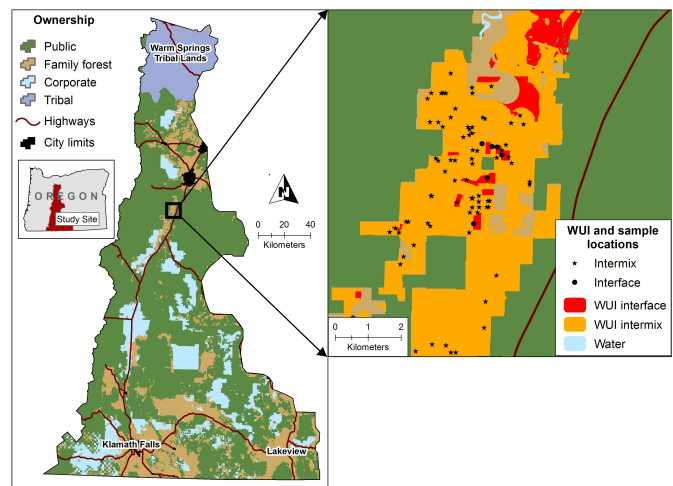 Ownership
Public
Family forest
Corporate
Tribal
Highways
City limits
Warm Springs
Tribal Lands
OREGON
Study Site
N
0 20 40
Kilometers
Klamath Falls
Lakeview
WUI and sample
locations
Intermix
Interface
WUI interface
WUI intermix
Water
0 1 2
Kilometers